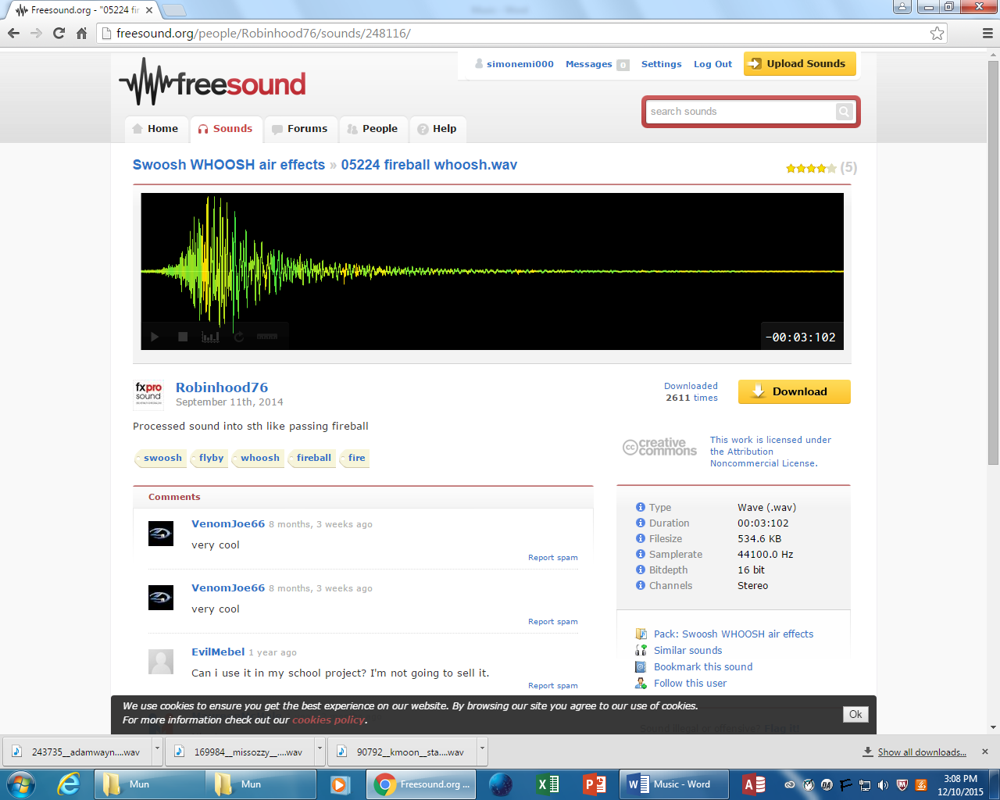 Freesound.org - "05224 fir
Music - Word
freesound.org/people/Robinhood76/sounds/248116/
simonemi000 Messages 0 Settings Log Out Upload Sounds
freesound
search sounds
Home Sounds Forums People Help
Swoosh WHOOSH air effects » 05224 fireball whoosh.wav (5)
-00:03:102
fxpro
sound
Robinhood76
September 11th, 2014
Downloaded
2611 times
Download
Processed sound into sth like passing fireball
cc creative
commons
This work is licensed under
the Attribution
Noncommercial License.
swoosh flyby whoosh fireball fire
Comments
VenomJoe66 8 months, 3 weeks ago
very cool
Report spam
VenomJoe66 8 months, 3 weeks ago
very cool
Report spam
EvilMebel 1 year ago
Can i use it in my school project? I'm not going to sell it.
Report spam
Type Wave (.wav)
Duration 00:03:102
Filesize 534.6 KB
Samplerate 44100.0 Hz
Bitdepth 16 bit
Channels Stereo
Pack: Swoosh WHOOSH air effects
Similar sounds
Bookmark this sound
Follow this user
Sound illegal or offensive? Flag it!
We use cookies to ensure you get the best experience on our website. By browsing our site you agree to our use of cookies.
For more information check out our cookies policy.
Ok
243735__adamwayn....wav 169984__missozzy__....wav 90792__kmoon__sta....wav Show all downloads...
Mun Mun Freesound.org ... Music - Word
3:08 PM
12/10/2015